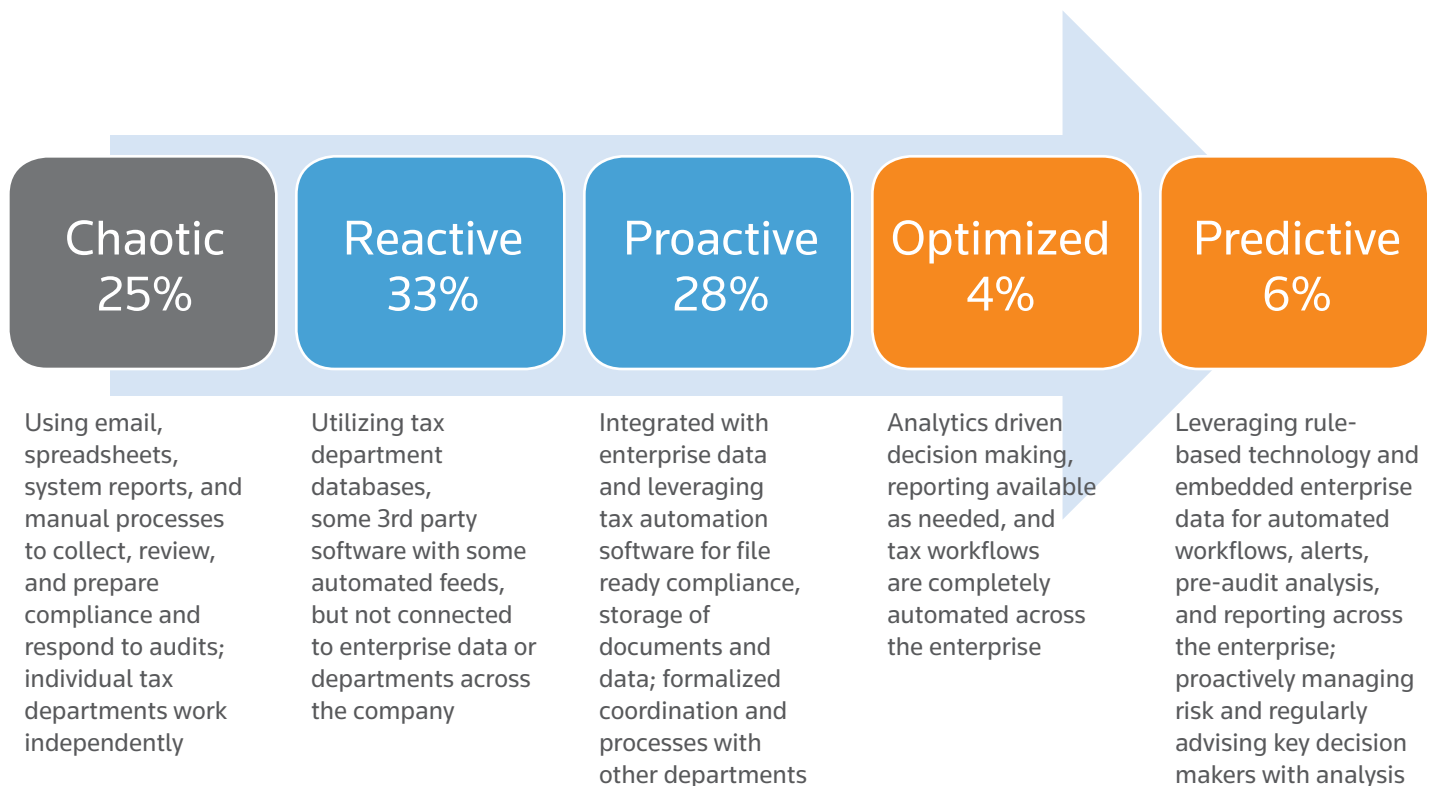 Chaotic
25%
Reactive
33%
Proactive
28%
Optimized
4%
Predictive
6%
Using email,
spreadsheets,
system reports, and
manual processes
to collect, review,
and prepare
compliance and
respond to audits;
individual tax
departments work
independently
Utilizing tax
department
databases,
some 3rd party
software with some
automated feeds,
but not connected
to enterprise data or
departments across
the company
Integrated with
enterprise data
and leveraging
tax automation
software for file
ready compliance,
storage of
documents and
data; formalized
coordination and
processes with
other departments
Analytics driven
decision making,
reporting available
as needed, and
tax workflows
are completely
automated across
the enterprise
Leveraging rule-
based technology and
embedded enterprise
data for automated
workflows, alerts,
pre-audit analysis,
and reporting across
the enterprise;
proactively managing
risk and regularly
advising key decision
makers with analysis